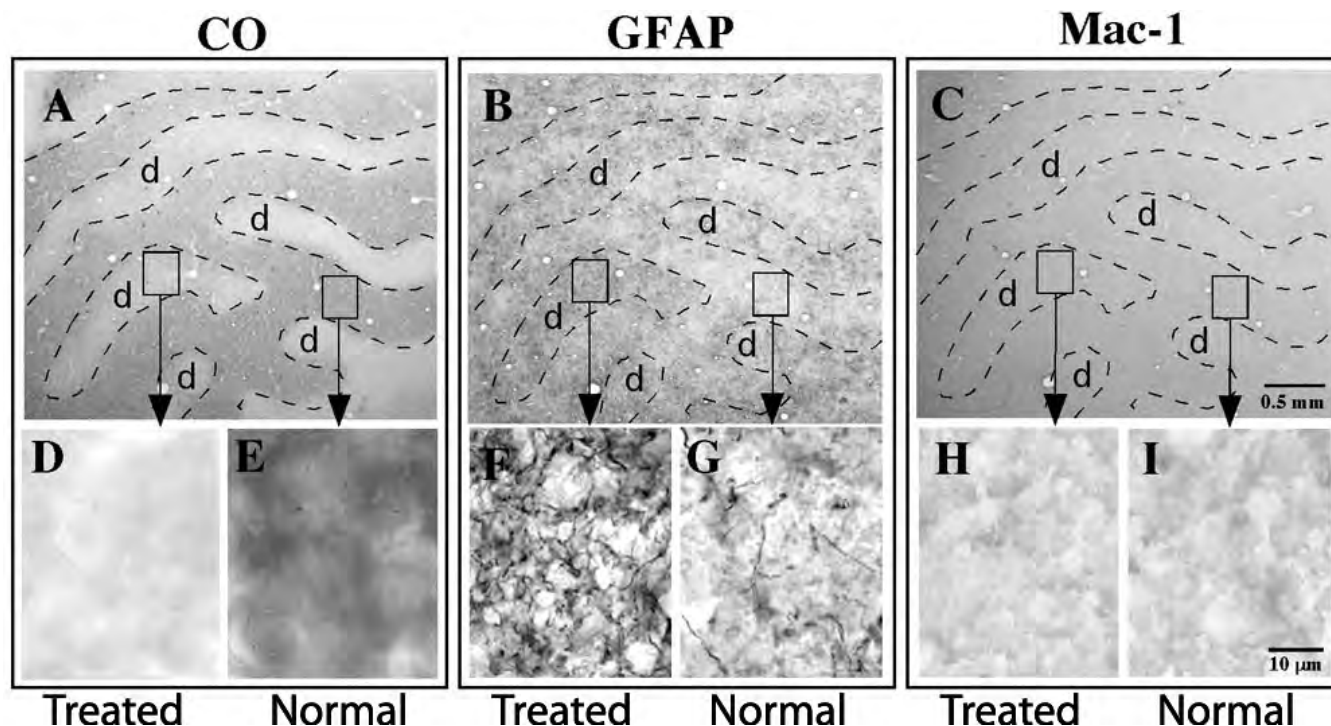 CO GFAP Mac-1
A B C
d d d
d d d
d d d
d d d
d d d
0.5 mm
D E F G H I
10 µm
Treated Normal Treated Normal Treated Normal